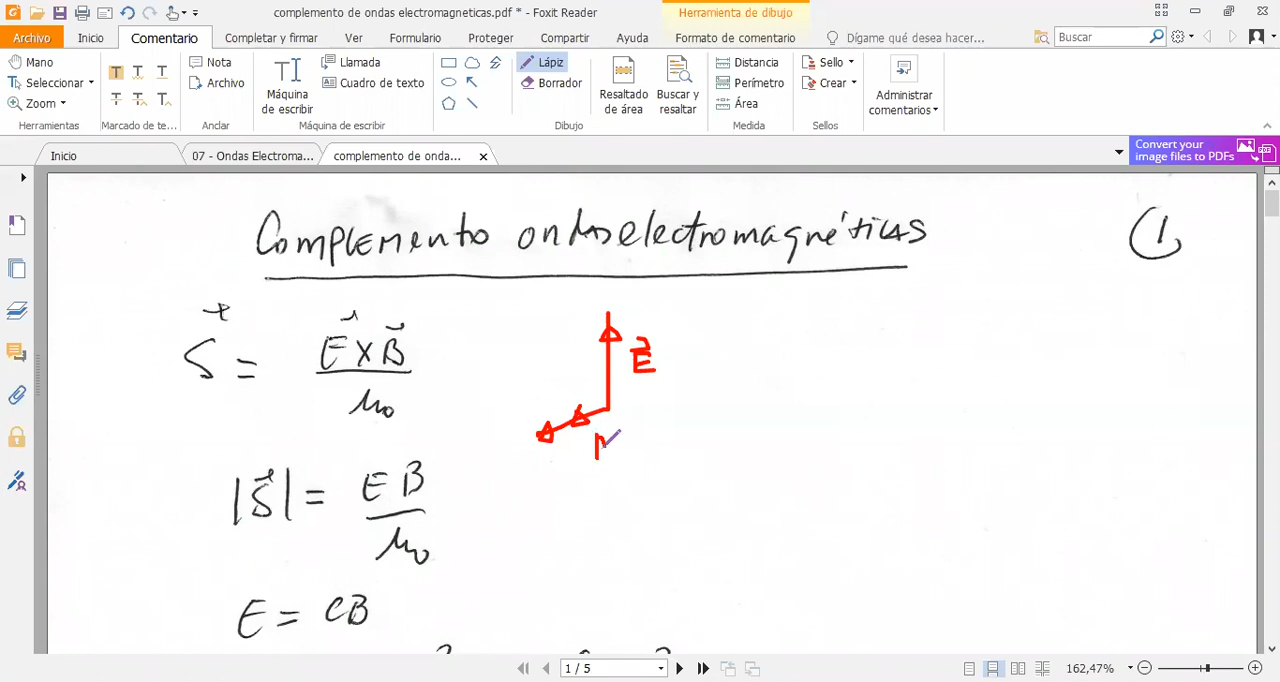 complemento de ondas electromagneticas.pdf * - Foxit Reader
Herramienta de dibujo
Archivo Inicio Comentario Completar y firmar Ver Formulario Proteger Compartir Ayuda Formato de comentario Dígame qué desea hacer... Buscar
Mano
Seleccionar
Zoom
Herramientas
T T T
T T T
Marcado de te...
Nota
Archivo
Andar
Máquina de escribir
Llamada
Cuadro de texto
Máquina de escribir
Lápiz
Borrador
Dibujo
Resaltado de área
Buscar y resaltar
Distancia
Perímetro
Área
Medida
Sello
Crear
Sellos
Administrar comentarios
Inicio 07 - Ondas Electroma... complemento de onda...
Convert your
image files to PDFs
PDF
Complemento ondas electromagnéticas 1
S⃗ = E⃗ x B⃗ / μ₀
E⃗
|S⃗| = E B / μ₀
E = CB
1 / 5 162,47%